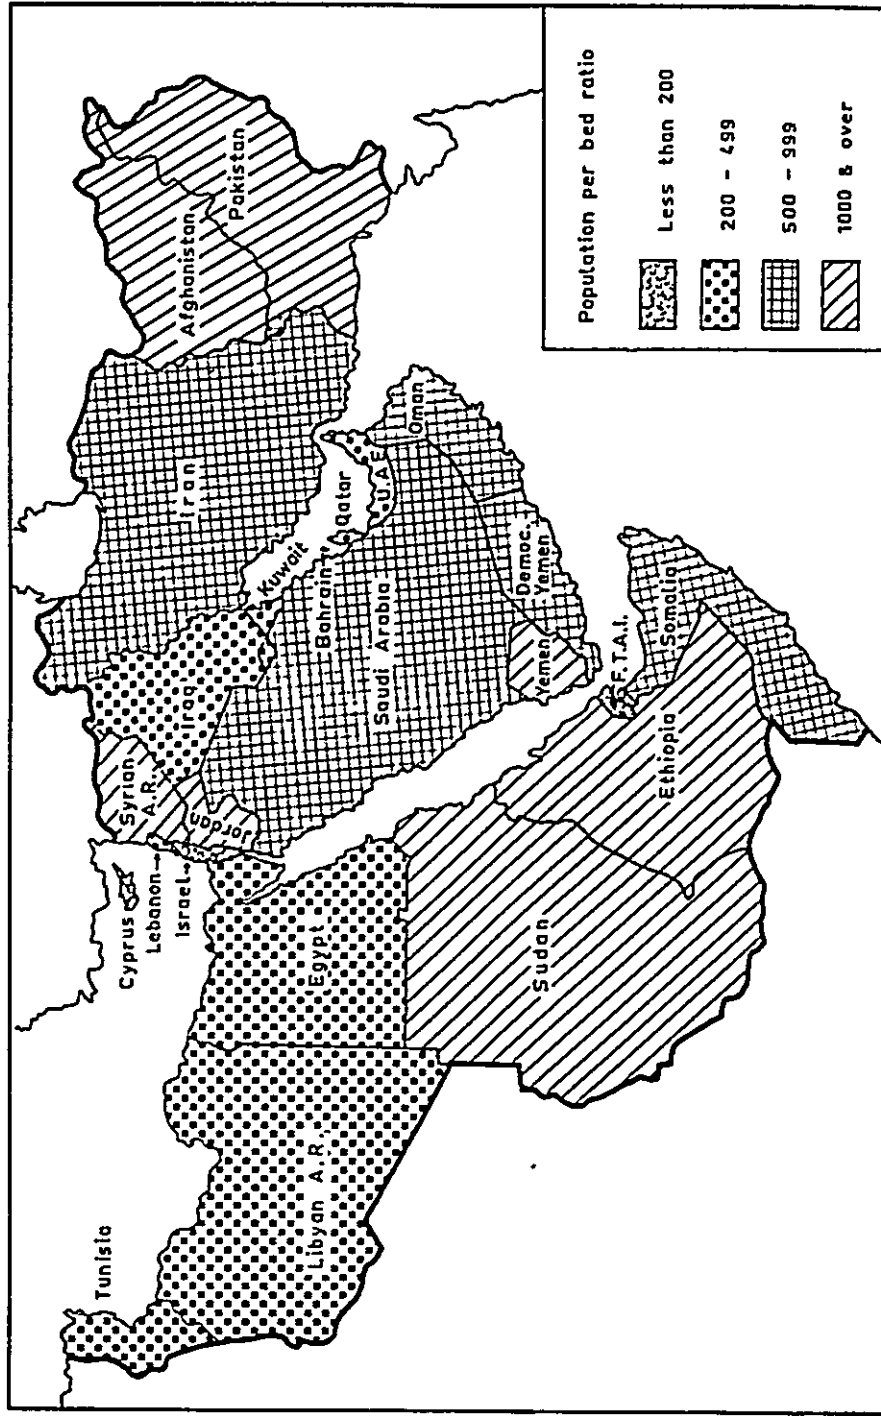 Tunisia
Libyan A.R.
Egypt
Cyprus
Lebanon
Israel
Syrian
A.R.
Jordan
Iraq
Iran
Kuwait
Bahrain
Qatar
U.A.E
Saudi Arabia
Oman
Democ.
Yemen
Yemen
Afghanistan
Pakistan
Sudan
Ethiopia
F.T.A.I.
Somalia
Population per bed ratio
Less than 200
200 - 499
500 - 999
1000 & over